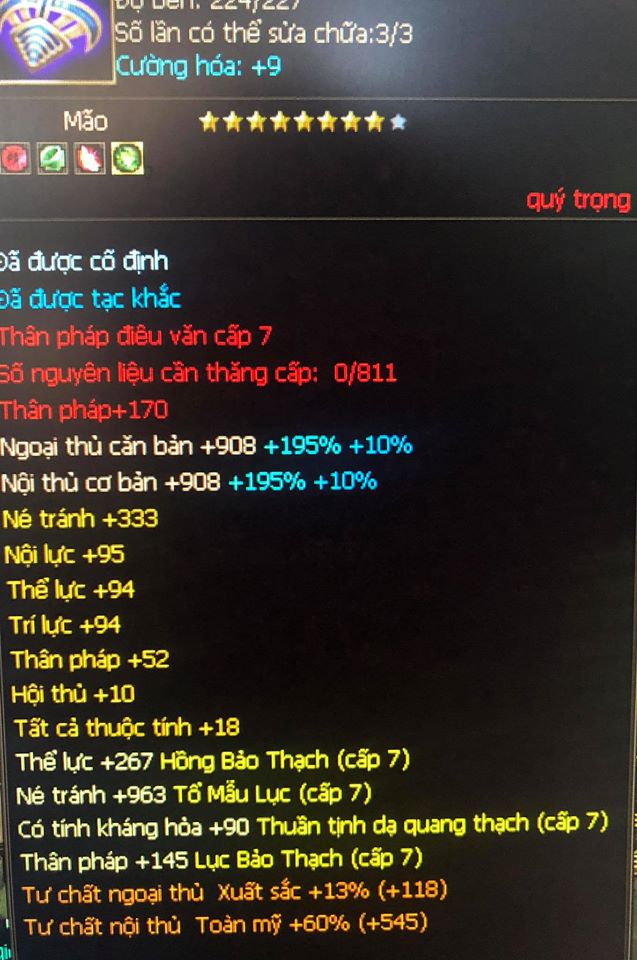 Độ bền: 224/227
Số lần có thể sửa chữa:3/3
Cường hóa: +9
Mão
quý trọng
Đã được cố định
Đã được tạc khắc
Thân pháp điêu văn cấp 7
Số nguyên liệu cần thăng cấp: 0/811
Thân pháp+170
Ngoại thủ căn bản +908 +195% +10%
Nội thủ cơ bản +908 +195% +10%
Né tránh +333
Nội lực +95
Thể lực +94
Trí lực +94
Thân pháp +52
Hội thủ +10
Tất cả thuộc tính +18
Thể lực +267 Hồng Bảo Thạch (cấp 7)
Né tránh +963 Tổ Mẫu Lục (cấp 7)
Có tính kháng hỏa +90 Thuần tịnh dạ quang thạch (cấp 7)
Thân pháp +145 Lục Bảo Thạch (cấp 7)
Tư chất ngoại thủ Xuất sắc +13% (+118)
Tư chất nội thủ Toàn mỹ +60% (+545)